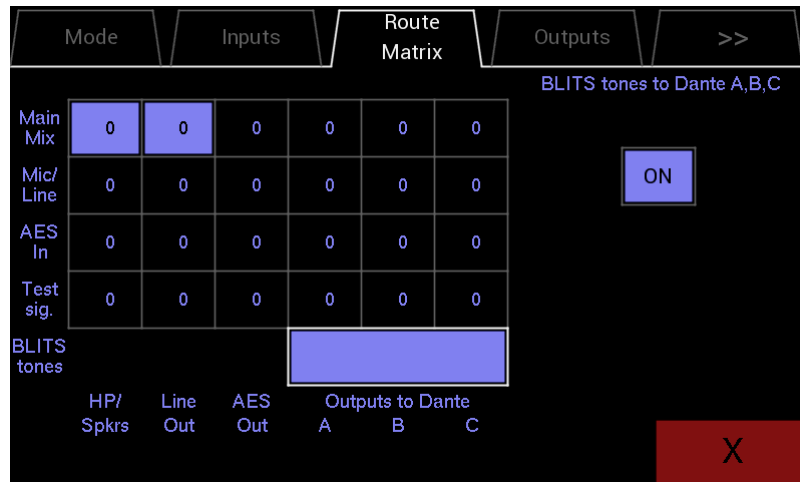 Mode Inputs Route Matrix Outputs >>
BLITS tones to Dante A,B,C
Main Mix 0 0 0 0 0 0
ON
Mic/ Line 0 0 0 0 0 0
AES In 0 0 0 0 0 0
Test sig. 0 0 0 0 0 0
BLITS tones
HP/ Spkrs Line Out AES Out Outputs to Dante
A B C
X